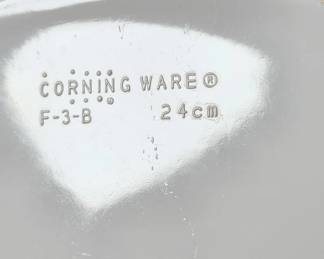 CORNING WARE®
F-3-B 24cm